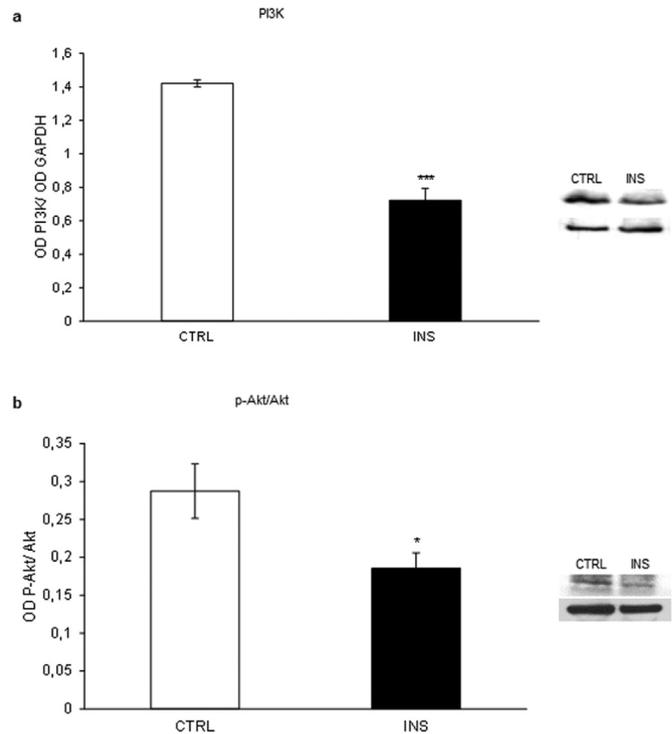 a
PI3K
OD PI3K/ OD GAPDH
1,6
1,4
1,2
1
0,8
0,6
0,4
0,2
0
***
CTRL
INS
CTRL INS
b
p-Akt/Akt
OD P-Akt/ Akt
0,35
0,3
0,25
0,2
0,15
0,1
0,05
0
*
CTRL
INS
CTRL INS